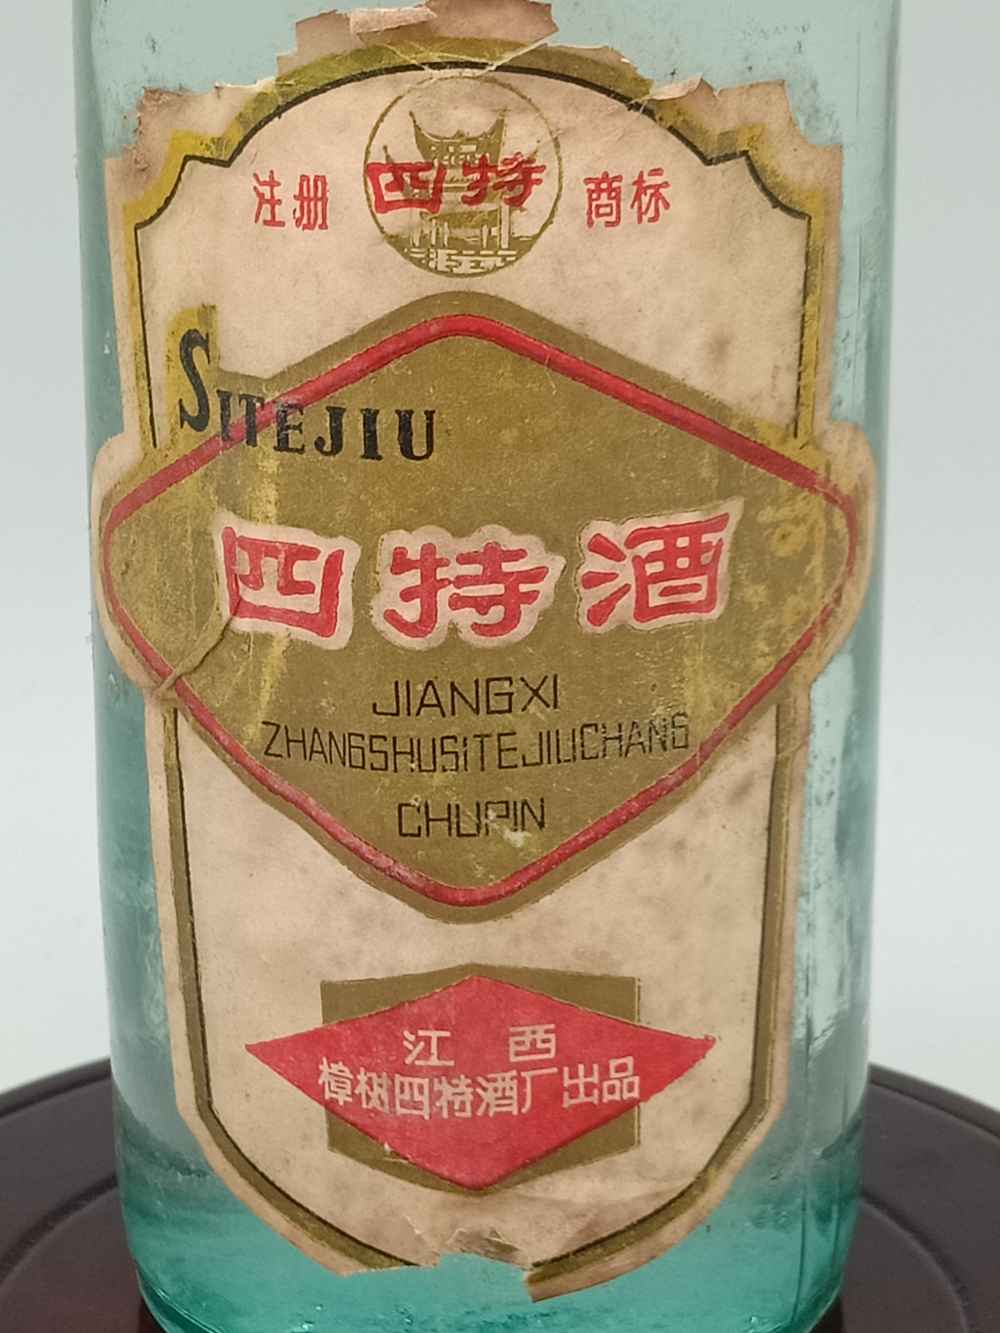 注册 四特 商标
SITEJIU
四特酒
JIANGXI
ZHANGSHUSITEJIUCHANG
CHUPIN
江西
樟树四特酒厂出品